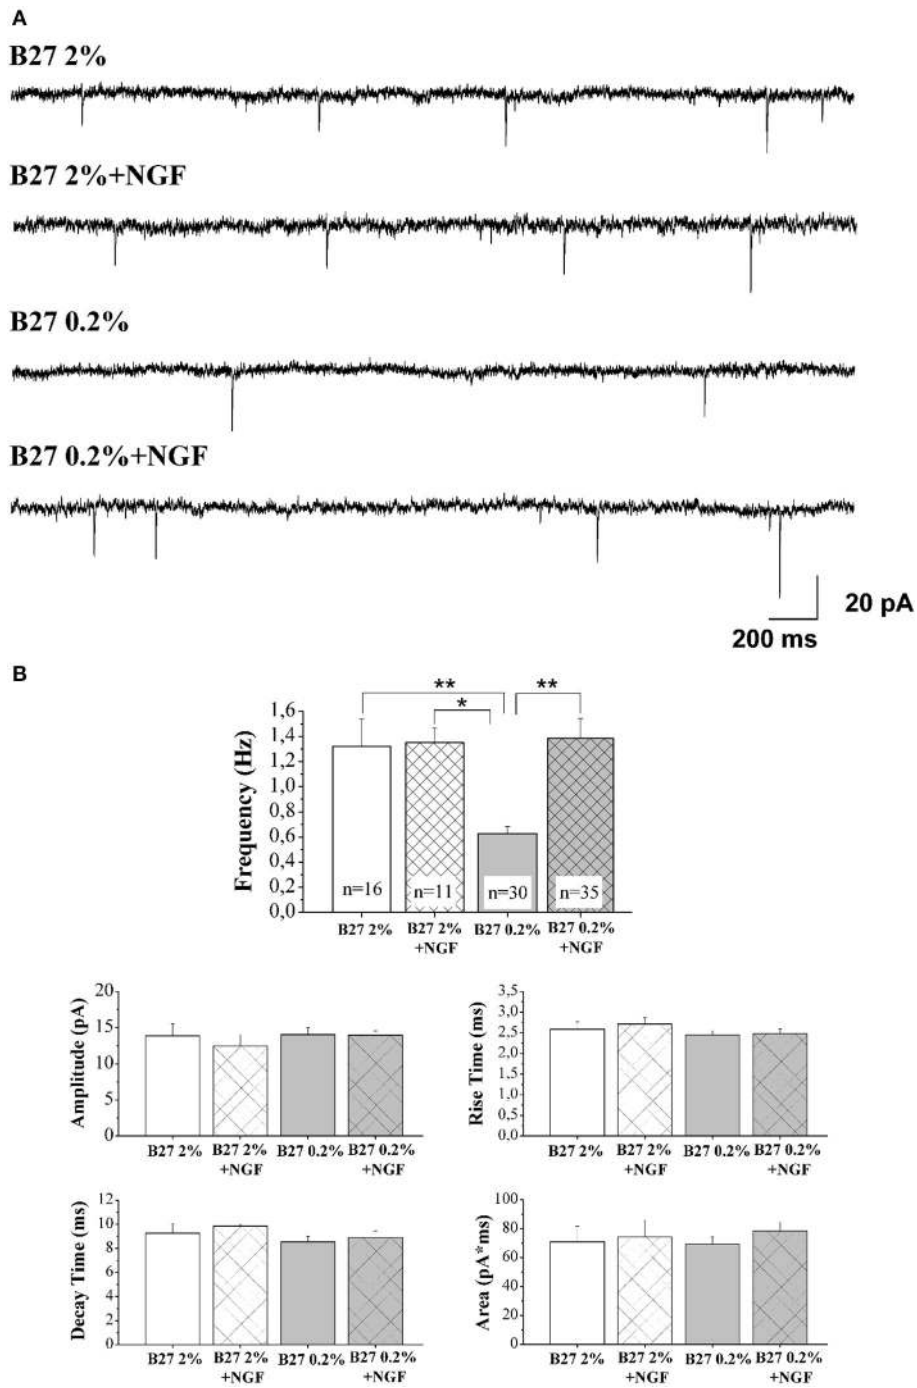 A
B27 2%
B27 2%+NGF
B27 0.2%
B27 0.2%+NGF
20 pA
200 ms
B
** **
*
Frequency (Hz)
1,6
1,4
1,2
1,0
0,8
0,6
0,4
0,2
0,0
n=16 n=11 n=30 n=35
B27 2% B27 2% B27 0.2% B27 0.2%
+NGF +NGF
Amplitude (pA)
20
15
10
5
0
B27 2% B27 2% B27 0.2% B27 0.2%
+NGF +NGF
Rise Time (ms)
3,5
3,0
2,5
2,0
1,5
1,0
0,5
0,0
B27 2% B27 2% B27 0.2% B27 0.2%
+NGF +NGF
Decay Time (ms)
12
10
8
6
4
2
0
B27 2% B27 2% B27 0.2% B27 0.2%
+NGF +NGF
Area (pA*ms)
100
80
60
40
20
0
B27 2% B27 2% B27 0.2% B27 0.2%
+NGF +NGF